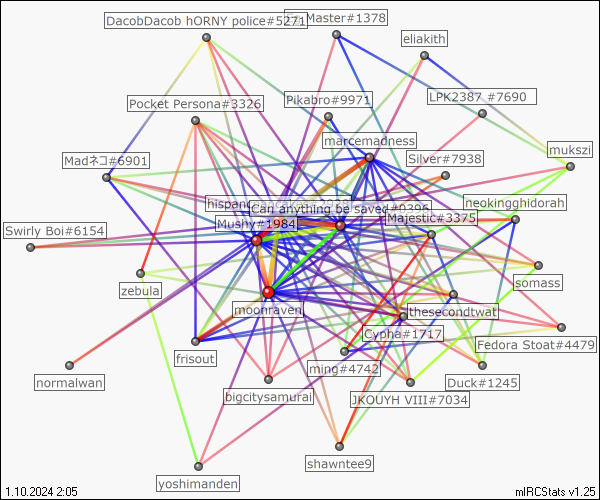 DacobDacob hORNY police#5271
Master#1378
eliakith
Pocket Persona#3326
Pikabro#9971
LPK2387 #7690
marcemadness
mukszi
Madネコ#6901
Silver#7938
Can anything be saved#0396
neokingghidorah
Mushy#1984
Majestic#3375
Swirly Boi#6154
zebula
moonraven
somass
thesecondtwat
Cypha#1717
Fedora Stoat#4479
frisout
ming#4742
normalwan
bigcitysamurai
JKOUYH VIII#7034
Duck#1245
shawntee9
yoshimanden
1.10.2024 2:05
mIRCStats v1.25